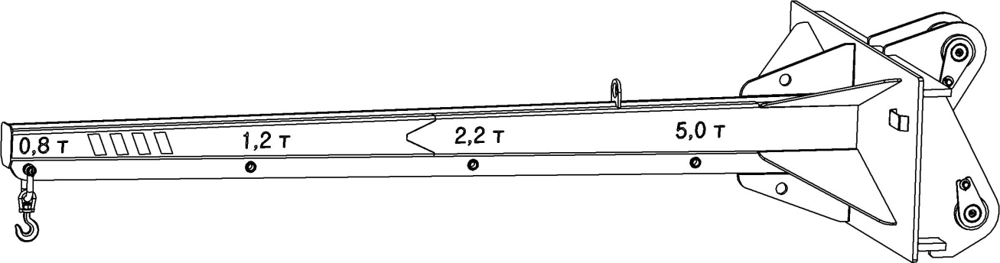 0,8 т 1,2 т 2,2 т 5,0 т